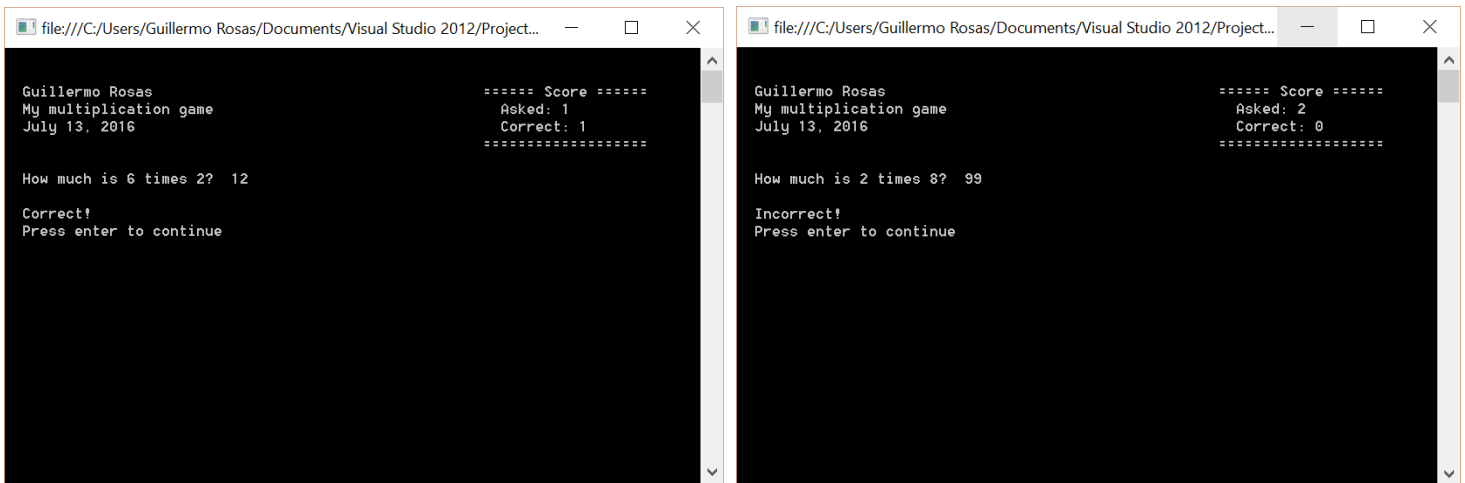 file:///C:/Users/Guillermo Rosas/Documents/Visual Studio 2012/Project...
Guillermo Rosas
My multiplication game
July 13, 2016
====== Score ======
Asked: 1
Correct: 1
===================
How much is 6 times 2?  12
Correct!
Press enter to continue
file:///C:/Users/Guillermo Rosas/Documents/Visual Studio 2012/Project...
Guillermo Rosas
My multiplication game
July 13, 2016
====== Score ======
Asked: 2
Correct: 0
===================
How much is 2 times 8?  99
Incorrect!
Press enter to continue